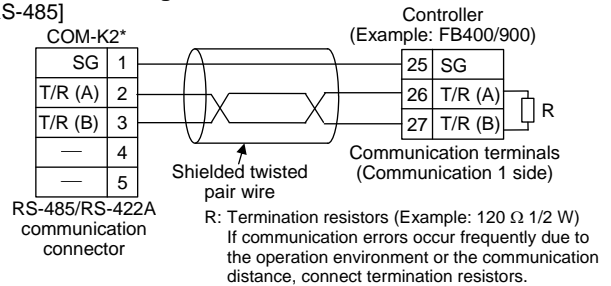 S-485]
COM-K2*
SG 1
T/R (A) 2
T/R (B) 3
— 4
— 5
RS-485/RS-422A
communication
connector
Shielded twisted
pair wire
Controller
(Example: FB400/900)
25 SG
26 T/R (A)
27 T/R (B)
R
Communication terminals
(Communication 1 side)
R: Termination resistors (Example: 120 Ω 1/2 W)
If communication errors occur frequently due to
the operation environment or the communication
distance, connect termination resistors.